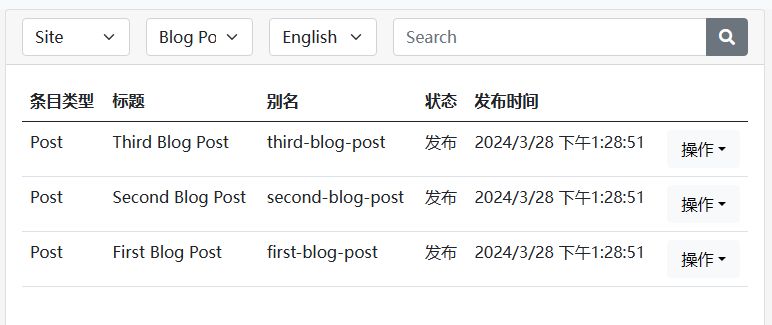 Site Blog Po English Search
条目类型 标题 别名 状态 发布时间
Post Third Blog Post third-blog-post 发布 2024/3/28 下午1:28:51 操作
Post Second Blog Post second-blog-post 发布 2024/3/28 下午1:28:51 操作
Post First Blog Post first-blog-post 发布 2024/3/28 下午1:28:51 操作